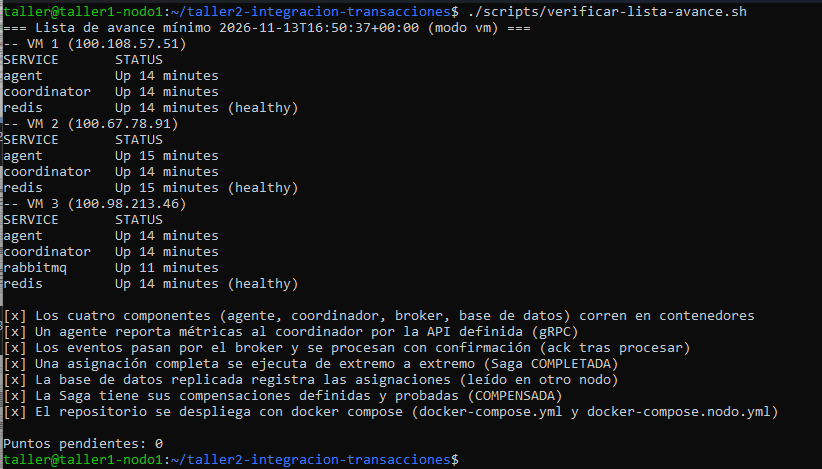 taller@taller1-nodo1:~/taller2-integracion-transacciones$ ./scripts/verificar-lista-avance.sh
=== Lista de avance mínimo 2026-11-13T16:50:37+00:00 (modo vm) ===
-- VM 1 (100.108.57.51)
SERVICE       STATUS
agent         Up 14 minutes
coordinator   Up 14 minutes
redis         Up 14 minutes (healthy)
-- VM 2 (100.67.78.91)
SERVICE       STATUS
agent         Up 15 minutes
coordinator   Up 14 minutes
redis         Up 15 minutes (healthy)
-- VM 3 (100.98.213.46)
SERVICE       STATUS
agent         Up 14 minutes
coordinator   Up 14 minutes
rabbitmq      Up 11 minutes
redis         Up 14 minutes (healthy)
[x] Los cuatro componentes (agente, coordinador, broker, base de datos) corren en contenedores
[x] Un agente reporta métricas al coordinador por la API definida (gRPC)
[x] Los eventos pasan por el broker y se procesan con confirmación (ack tras procesar)
[x] Una asignación completa se ejecuta de extremo a extremo (Saga COMPLETADA)
[x] La base de datos replicada registra las asignaciones (leído en otro nodo)
[x] La Saga tiene sus compensaciones definidas y probadas (COMPENSADA)
[x] El repositorio se despliega con docker compose (docker-compose.yml y docker-compose.nodo.yml)
Puntos pendientes: 0
taller@taller1-nodo1:~/taller2-integracion-transacciones$